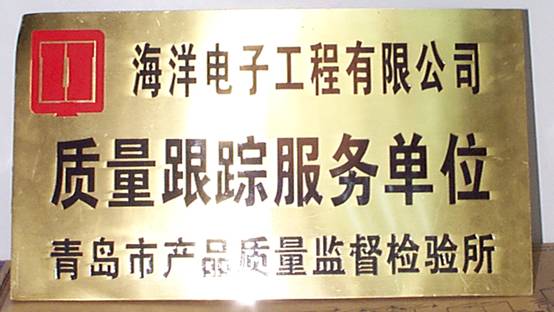 海洋电子工程有限公司
质量跟踪服务单位
青岛市产品质量监督检验所